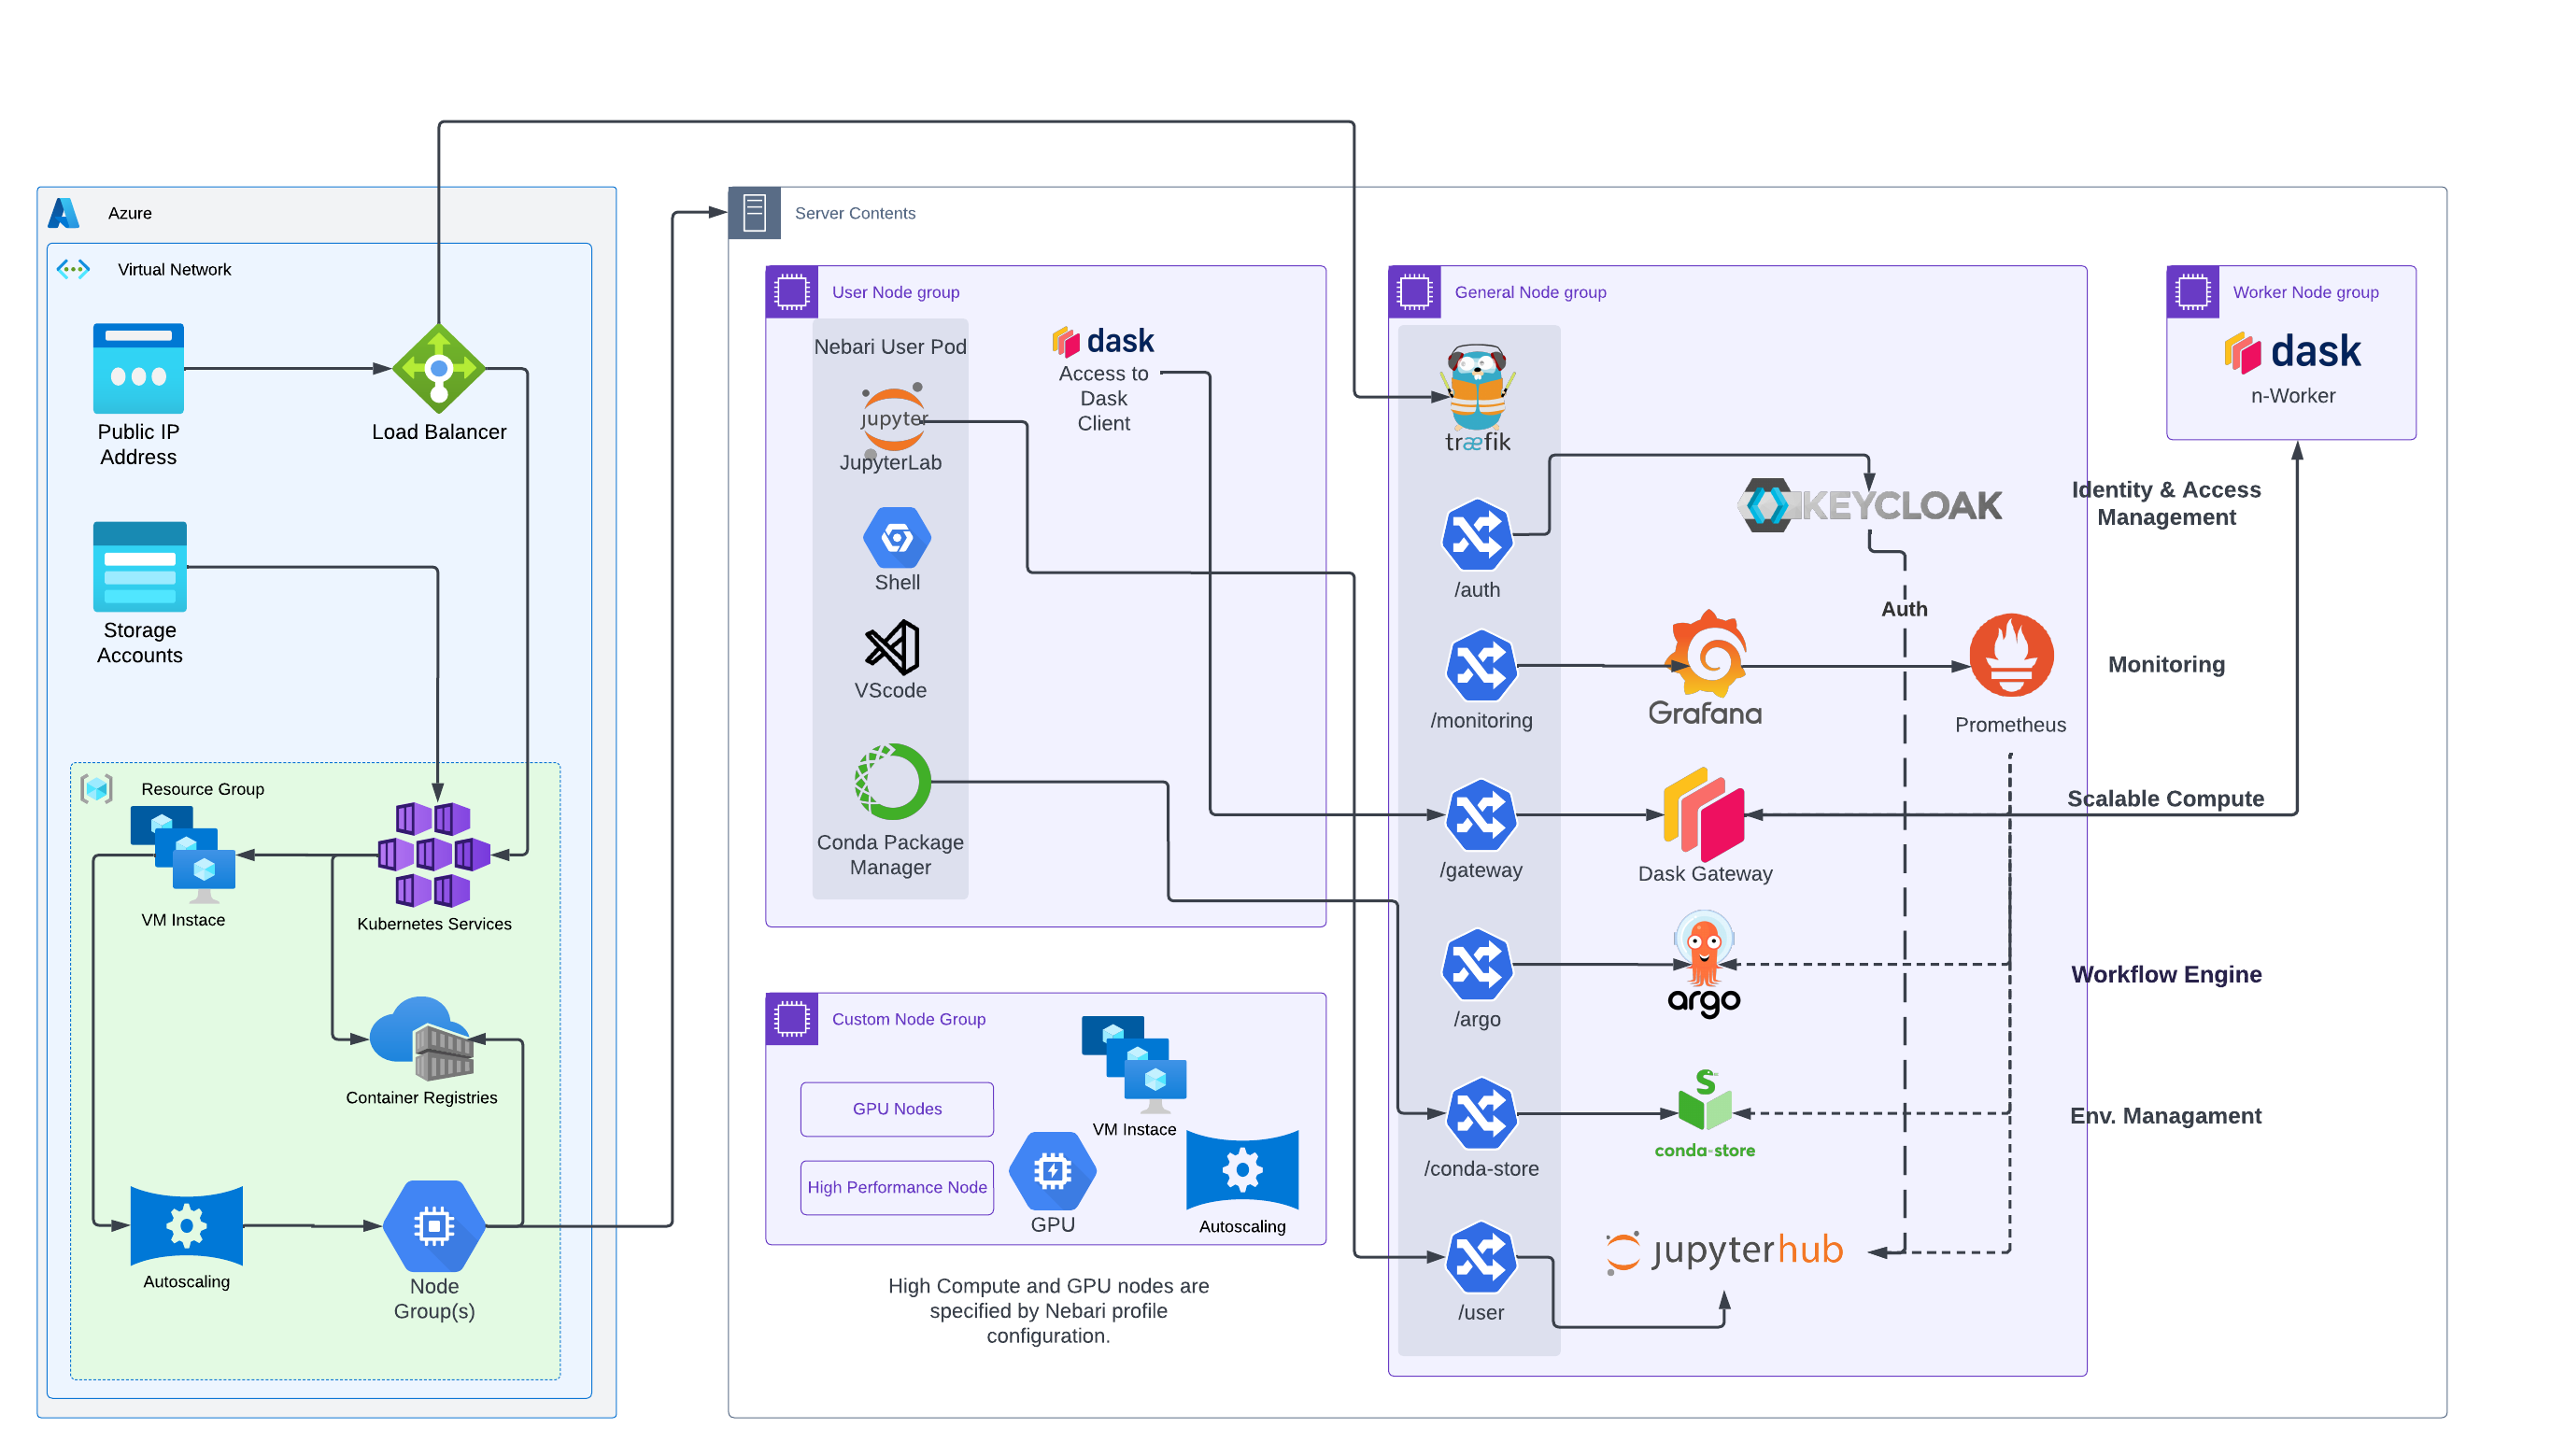 Azure
Virtual Network
Public IP
Address
Load Balancer
Storage
Accounts
Resource Group
VM Instace
Kubernetes Services
Container Registries
Autoscaling
Node
Group(s)
Server Contents
User Node group
Nebari User Pod
jupyter
JupyterLab
Shell
VScode
Conda Package
Manager
dask
Access to
Dask
Client
Custom Node Group
GPU Nodes
High Performance Node
VM Instace
GPU
Autoscaling
High Compute and GPU nodes are
specified by Nebari profile
configuration.
General Node group
træfik
/auth
/monitoring
/gateway
/argo
/conda-store
/user
KEYCLOAK
Auth
Grafana
Prometheus
Dask Gateway
argo
conda-store
jupyterhub
Worker Node group
dask
n-Worker
Identity & Access
Management
Monitoring
Scalable Compute
Workflow Engine
Env. Managament